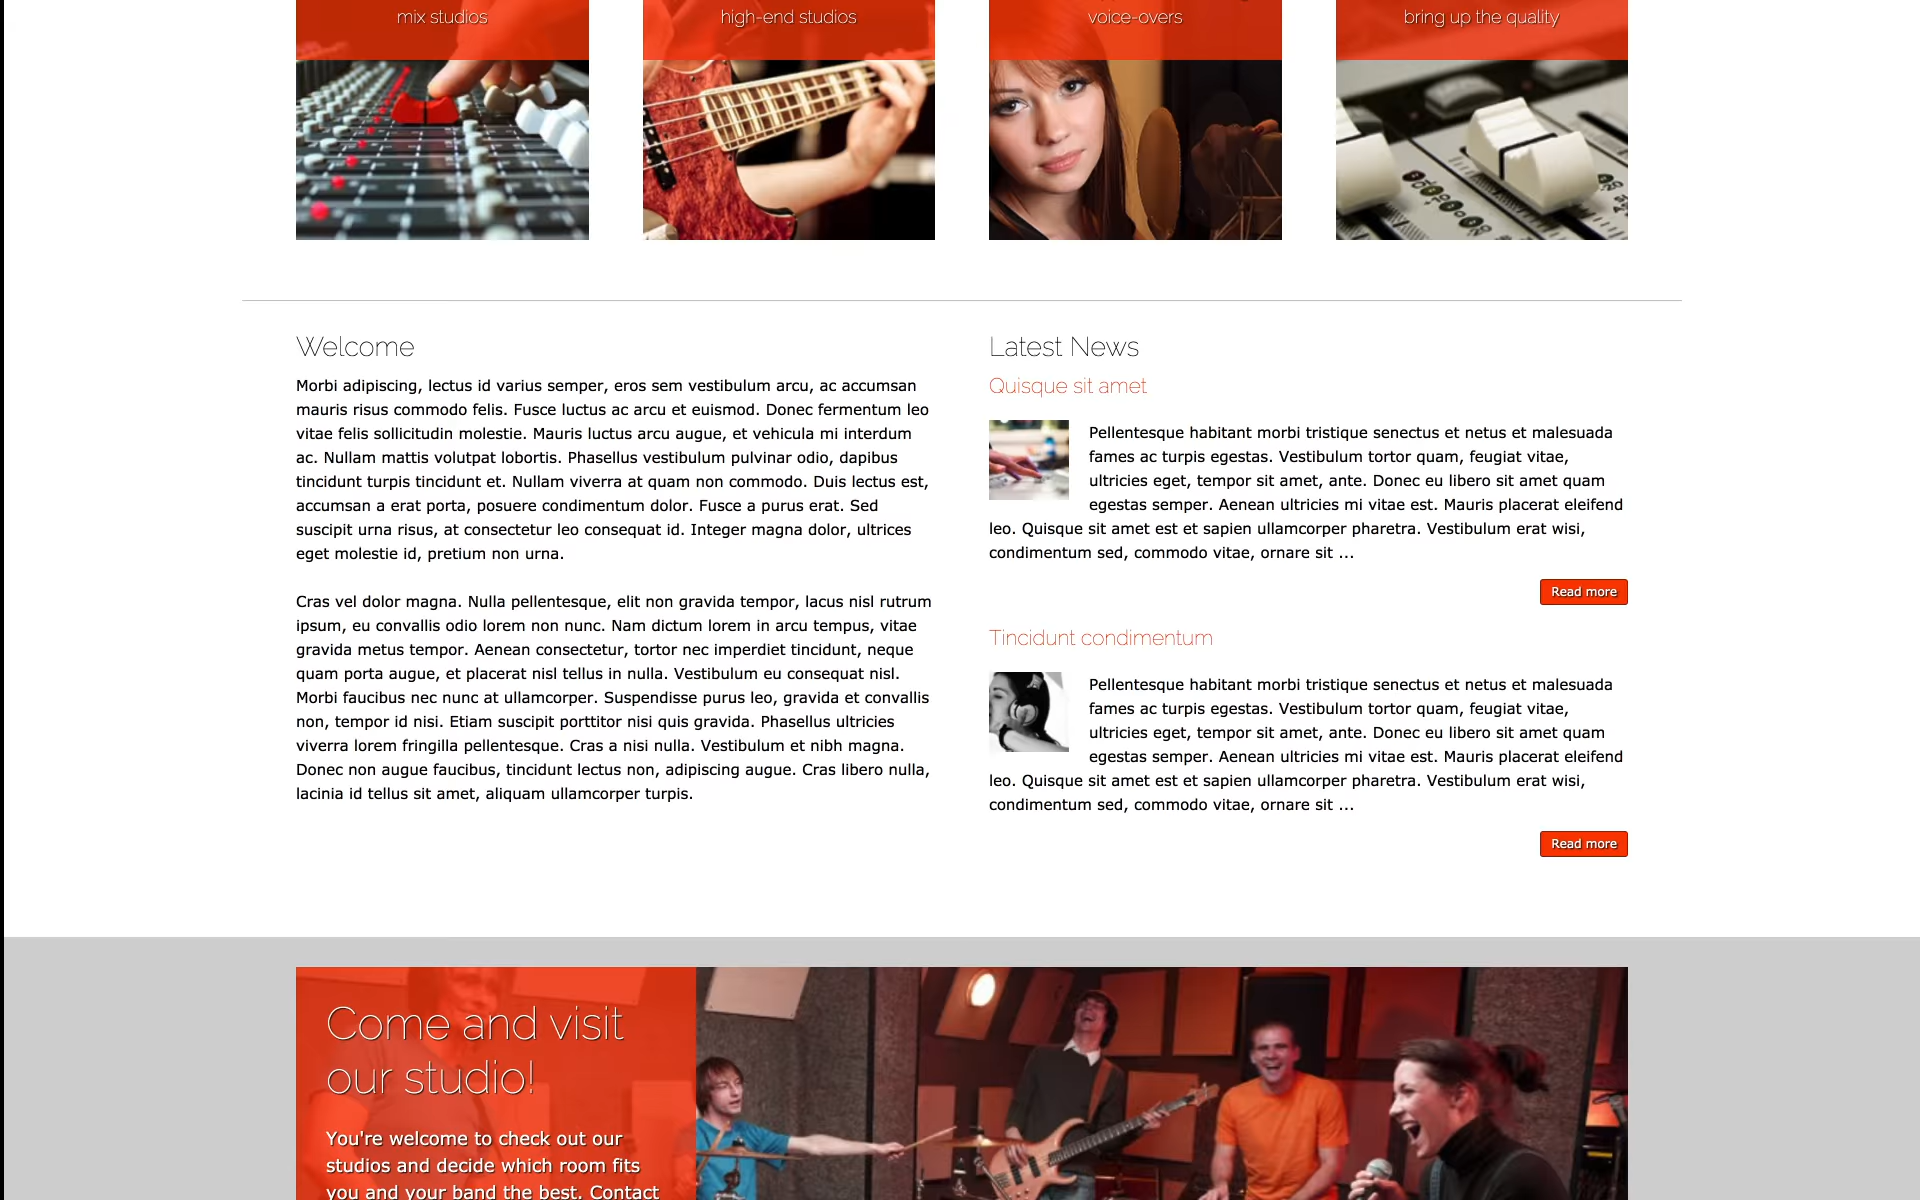 mix studios
high-end studios
voice-overs
bring up the quality
Welcome
Morbi adipiscing, lectus id varius semper, eros sem vestibulum arcu, ac accumsan
mauris risus commodo felis. Fusce luctus ac arcu et euismod. Donec fermentum leo
vitae felis sollicitudin molestie. Mauris luctus arcu augue, et vehicula mi interdum
ac. Nullam mattis volutpat lobortis. Phasellus vestibulum pulvinar odio, dapibus
tincidunt turpis tincidunt et. Nullam viverra at quam non commodo. Duis lectus est,
accumsan a erat porta, posuere condimentum dolor. Fusce a purus erat. Sed
suscipit urna risus, at consectetur leo consequat id. Integer magna dolor, ultrices
eget molestie id, pretium non urna.
Cras vel dolor magna. Nulla pellentesque, elit non gravida tempor, lacus nisl rutrum
ipsum, eu convallis odio lorem non nunc. Nam dictum lorem in arcu tempus, vitae
gravida metus tempor. Aenean consectetur, tortor nec imperdiet tincidunt, neque
quam porta augue, et placerat nisl tellus in nulla. Vestibulum eu consequat nisl.
Morbi faucibus nec nunc at ullamcorper. Suspendisse purus leo, gravida et convallis
non, tempor id nisi. Etiam suscipit porttitor nisi quis gravida. Phasellus ultricies
viverra lorem fringilla pellentesque. Cras a nisi nulla. Vestibulum et nibh magna.
Donec non augue faucibus, tincidunt lectus non, adipiscing augue. Cras libero nulla,
lacinia id tellus sit amet, aliquam ullamcorper turpis.
Latest News
Quisque sit amet
Pellentesque habitant morbi tristique senectus et netus et malesuada
fames ac turpis egestas. Vestibulum tortor quam, feugiat vitae,
ultricies eget, tempor sit amet, ante. Donec eu libero sit amet quam
egestas semper. Aenean ultricies mi vitae est. Mauris placerat eleifend
leo. Quisque sit amet est et sapien ullamcorper pharetra. Vestibulum erat wisi,
condimentum sed, commodo vitae, ornare sit ...
Read more
Tincidunt condimentum
Pellentesque habitant morbi tristique senectus et netus et malesuada
fames ac turpis egestas. Vestibulum tortor quam, feugiat vitae,
ultricies eget, tempor sit amet, ante. Donec eu libero sit amet quam
egestas semper. Aenean ultricies mi vitae est. Mauris placerat eleifend
leo. Quisque sit amet est et sapien ullamcorper pharetra. Vestibulum erat wisi,
condimentum sed, commodo vitae, ornare sit ...
Read more
Come and visit
our studio!
You're welcome to check out our
studios and decide which room fits
you and your band the best. Contact